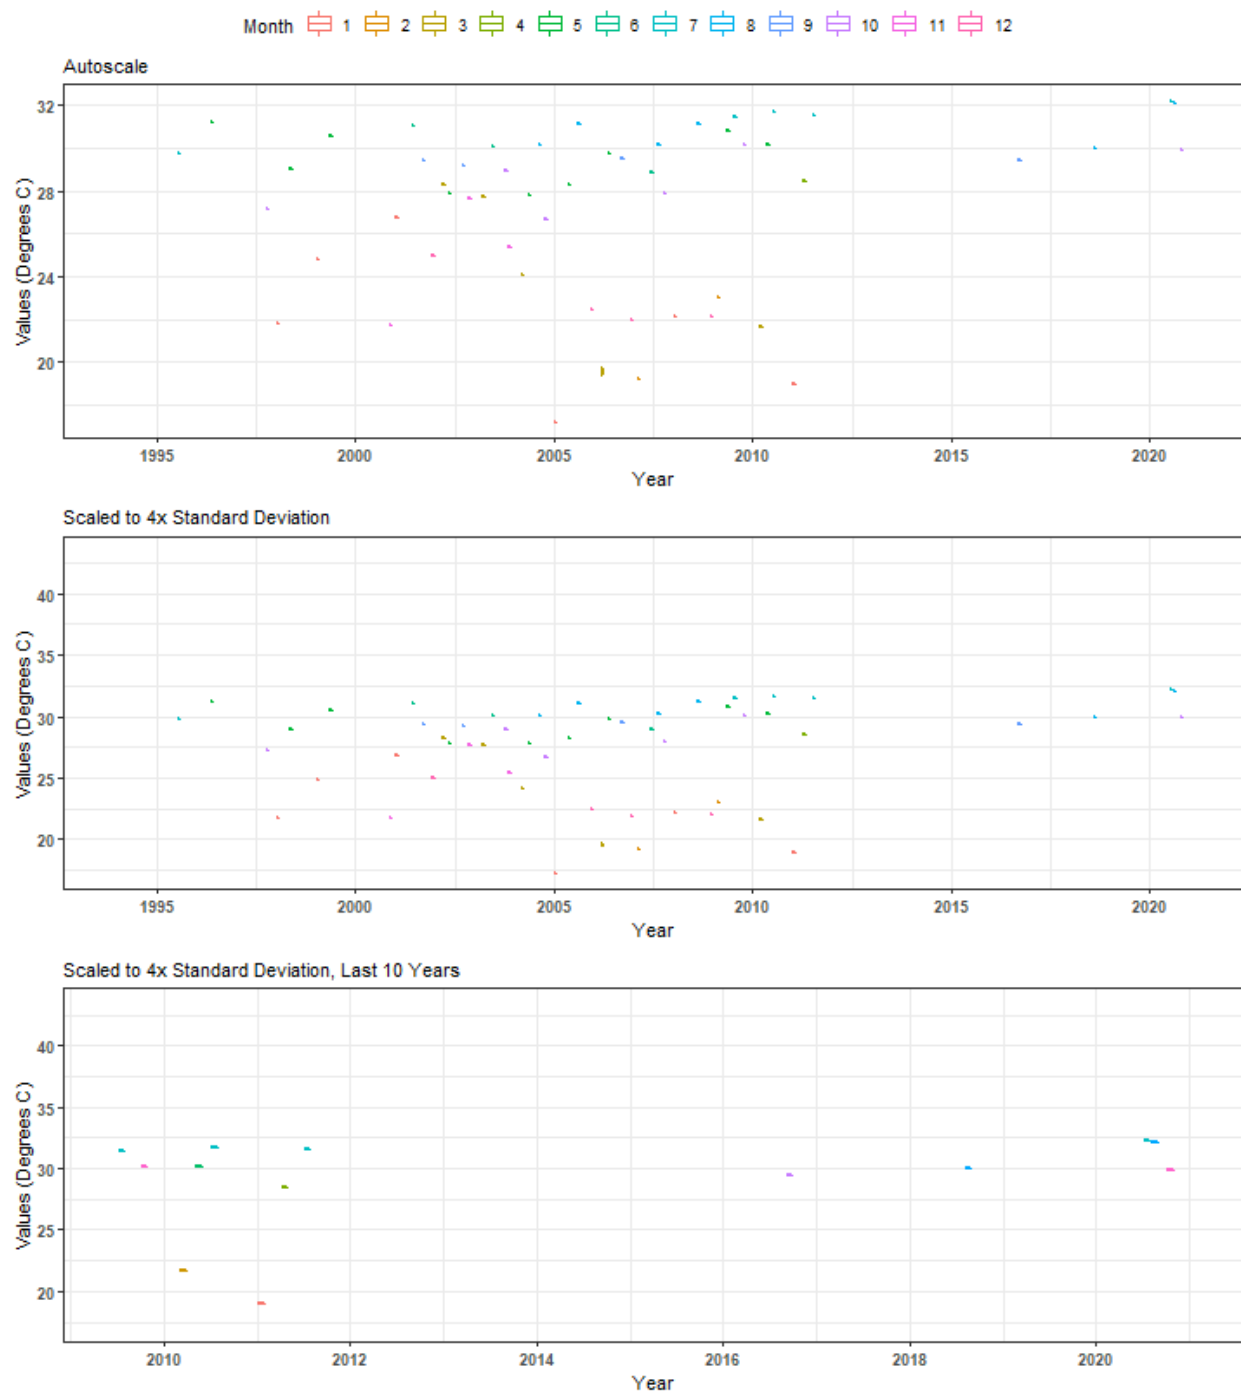 Month 1 2 3 4 5 6 7 8 9 10 11 12
Autoscale
32
28
24
20
Values (Degrees C)
1995 2000 2005 2010 2015 2020
Year
Scaled to 4x Standard Deviation
40
35
30
25
20
Values (Degrees C)
1995 2000 2005 2010 2015 2020
Year
Scaled to 4x Standard Deviation, Last 10 Years
40
35
30
25
20
Values (Degrees C)
2010 2012 2014 2016 2018 2020
Year